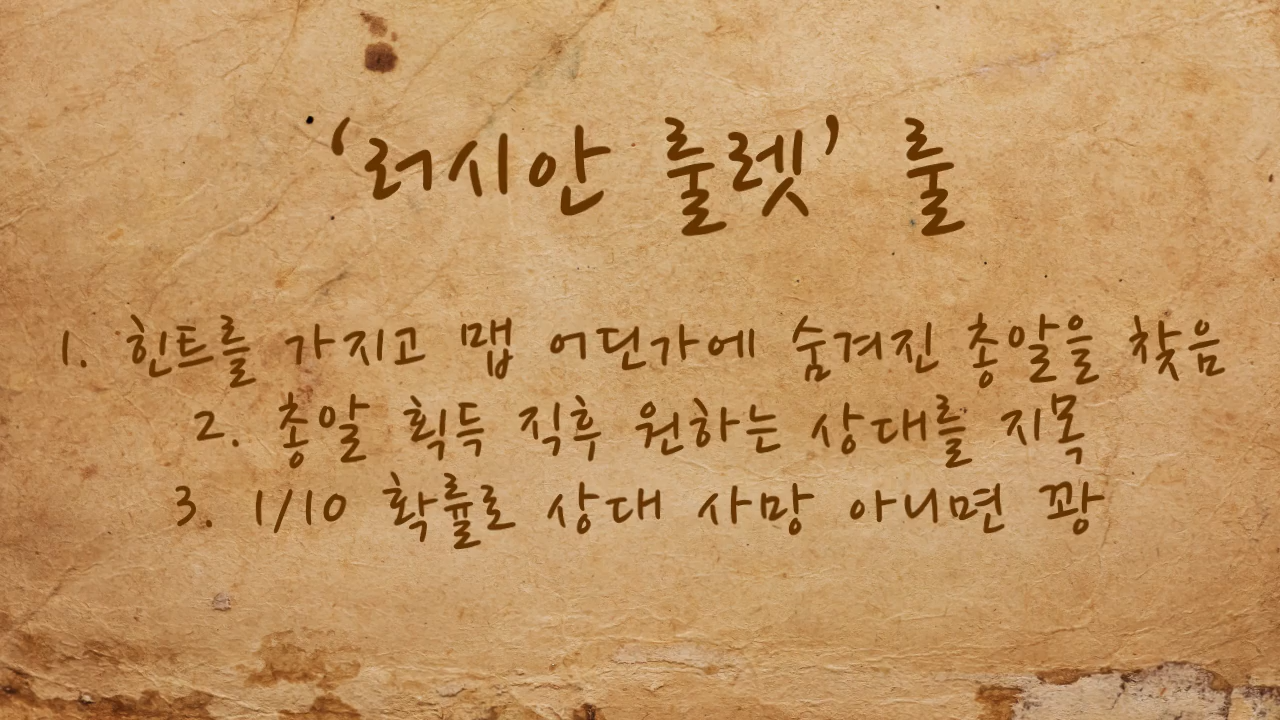 ‘러시안 룰렛’ 룰
1. 힌트를 가지고 맵 어딘가에 숨겨진 총알을 찾음
2. 총알 획득 직후 원하는 상대를 지목
3. 1/10 확률로 상대 사망 아니면 꽝